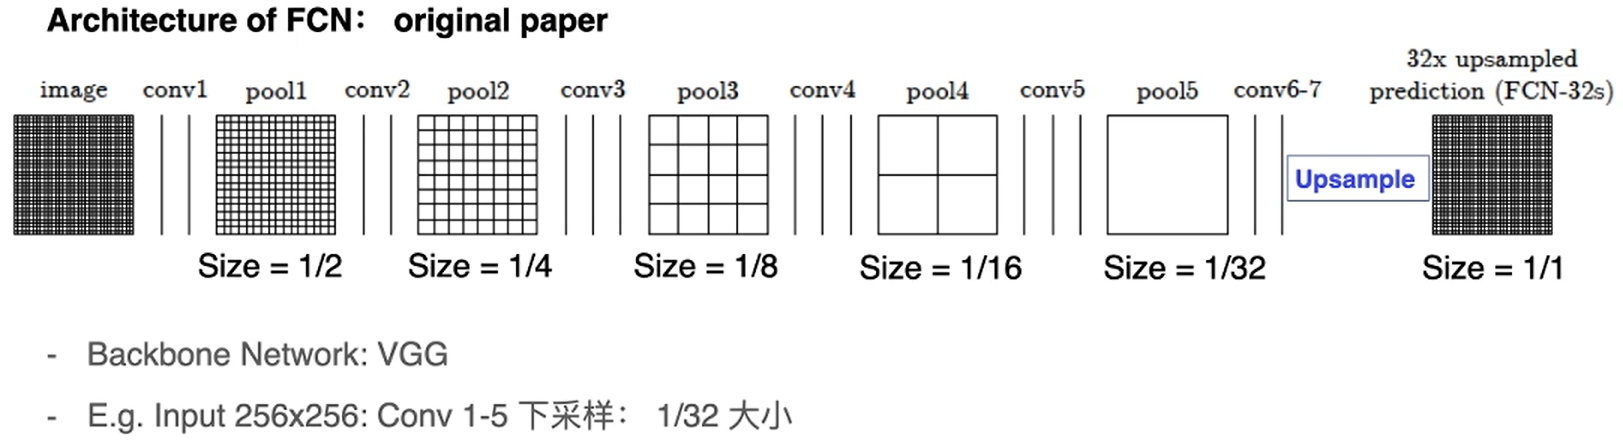 Architecture of FCN： original paper
32x upsampled
image conv1 pool1 conv2 pool2 conv3 pool3 conv4 pool4 conv5 pool5 conv6-7 prediction (FCN-32s)
Upsample
Size = 1/2 Size = 1/4 Size = 1/8 Size = 1/16 Size = 1/32 Size = 1/1
- Backbone Network: VGG
- E.g. Input 256x256: Conv 1-5 下采样： 1/32 大小